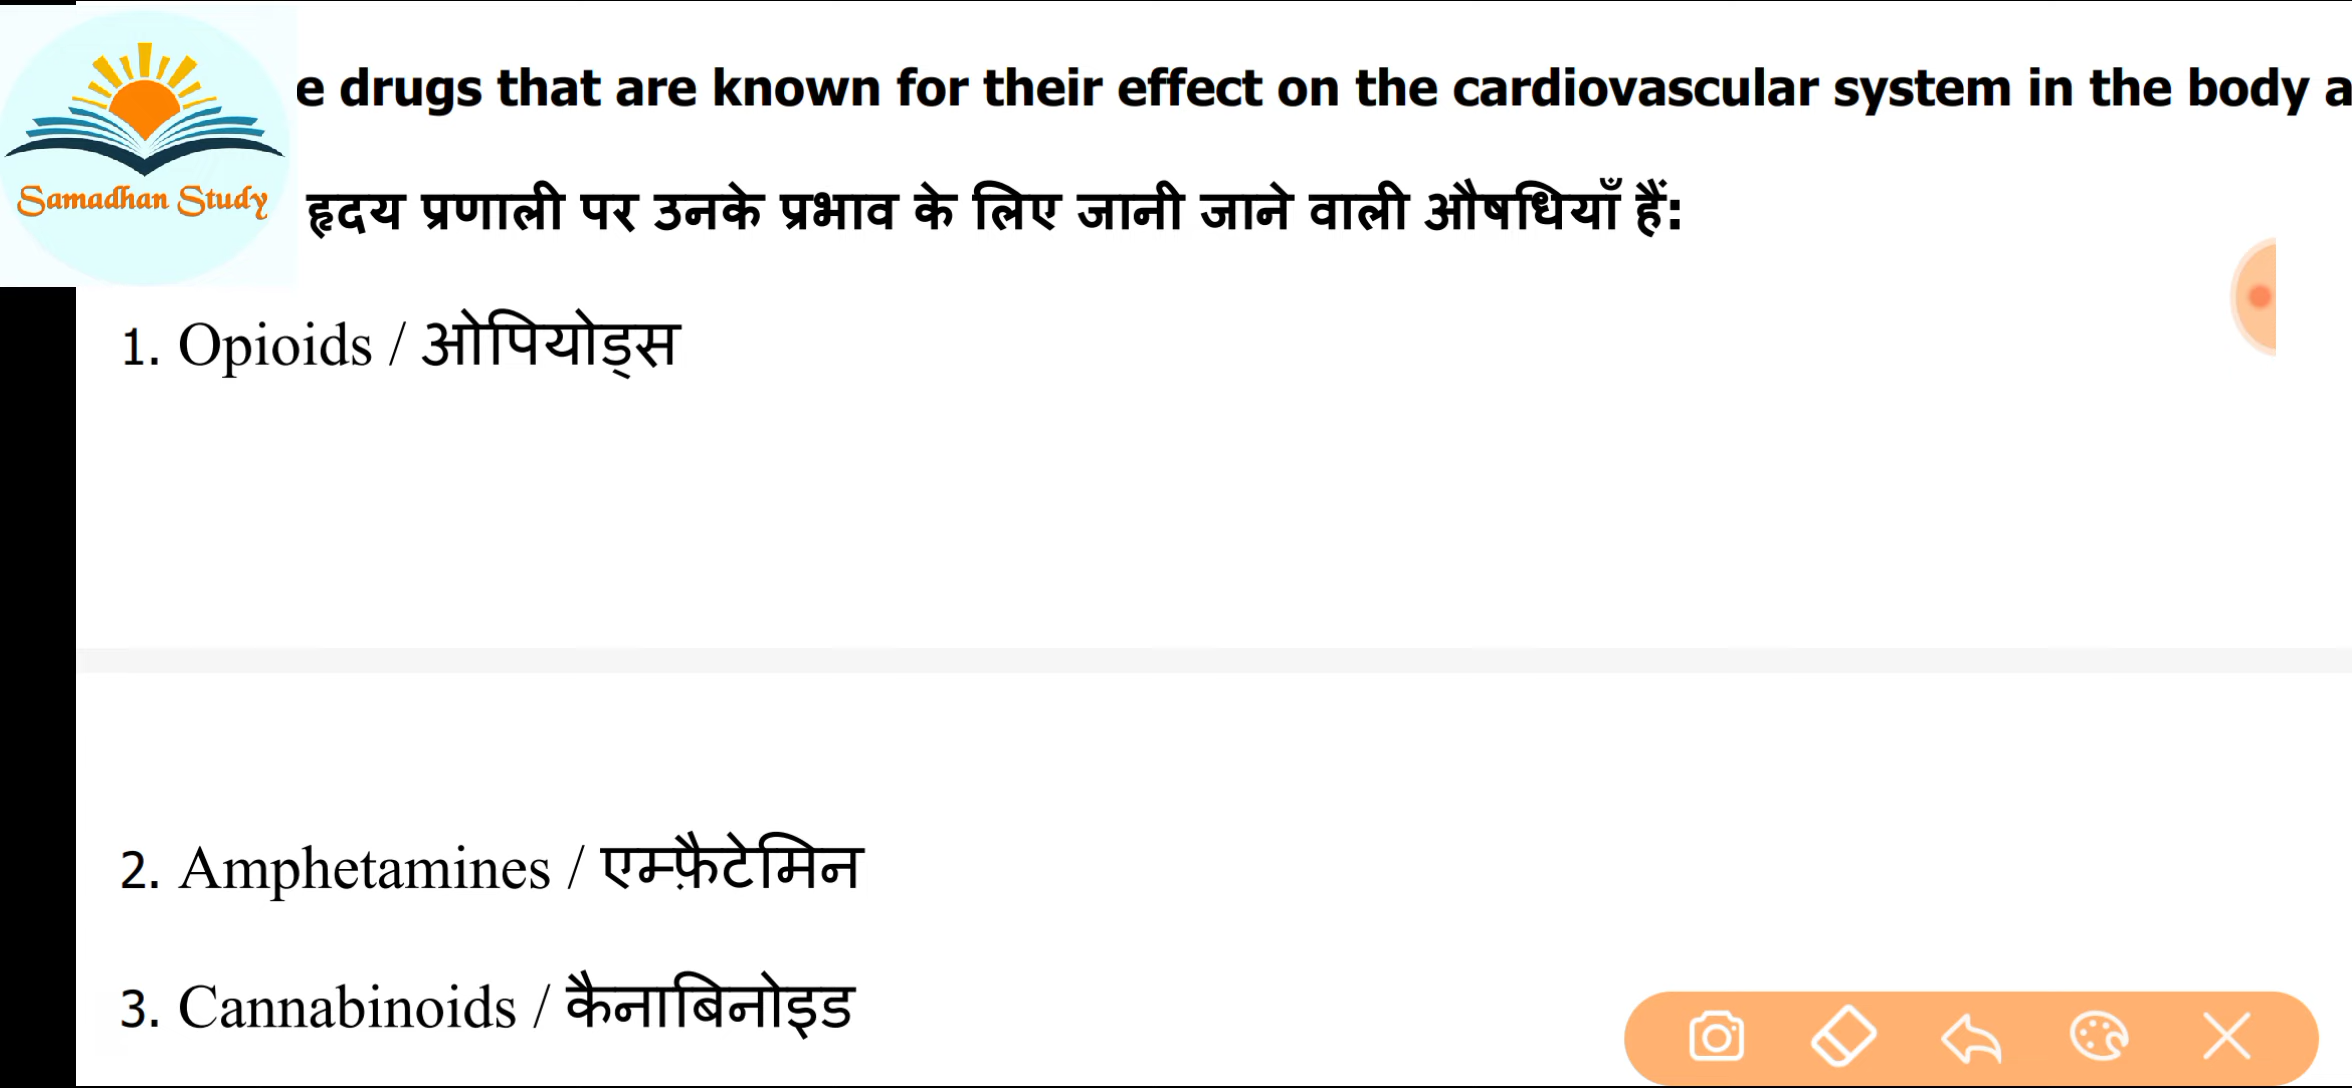 e drugs that are known for their effect on the cardiovascular system in the body a
Samadhan Study
हृदय प्रणाली पर उनके प्रभाव के लिए जानी जाने वाली औषधियाँ हैं:
1. Opioids / ओपियोड्स
2. Amphetamines / एम्फ़ैटेमिन
3. Cannabinoids / कैनाबिनोइड